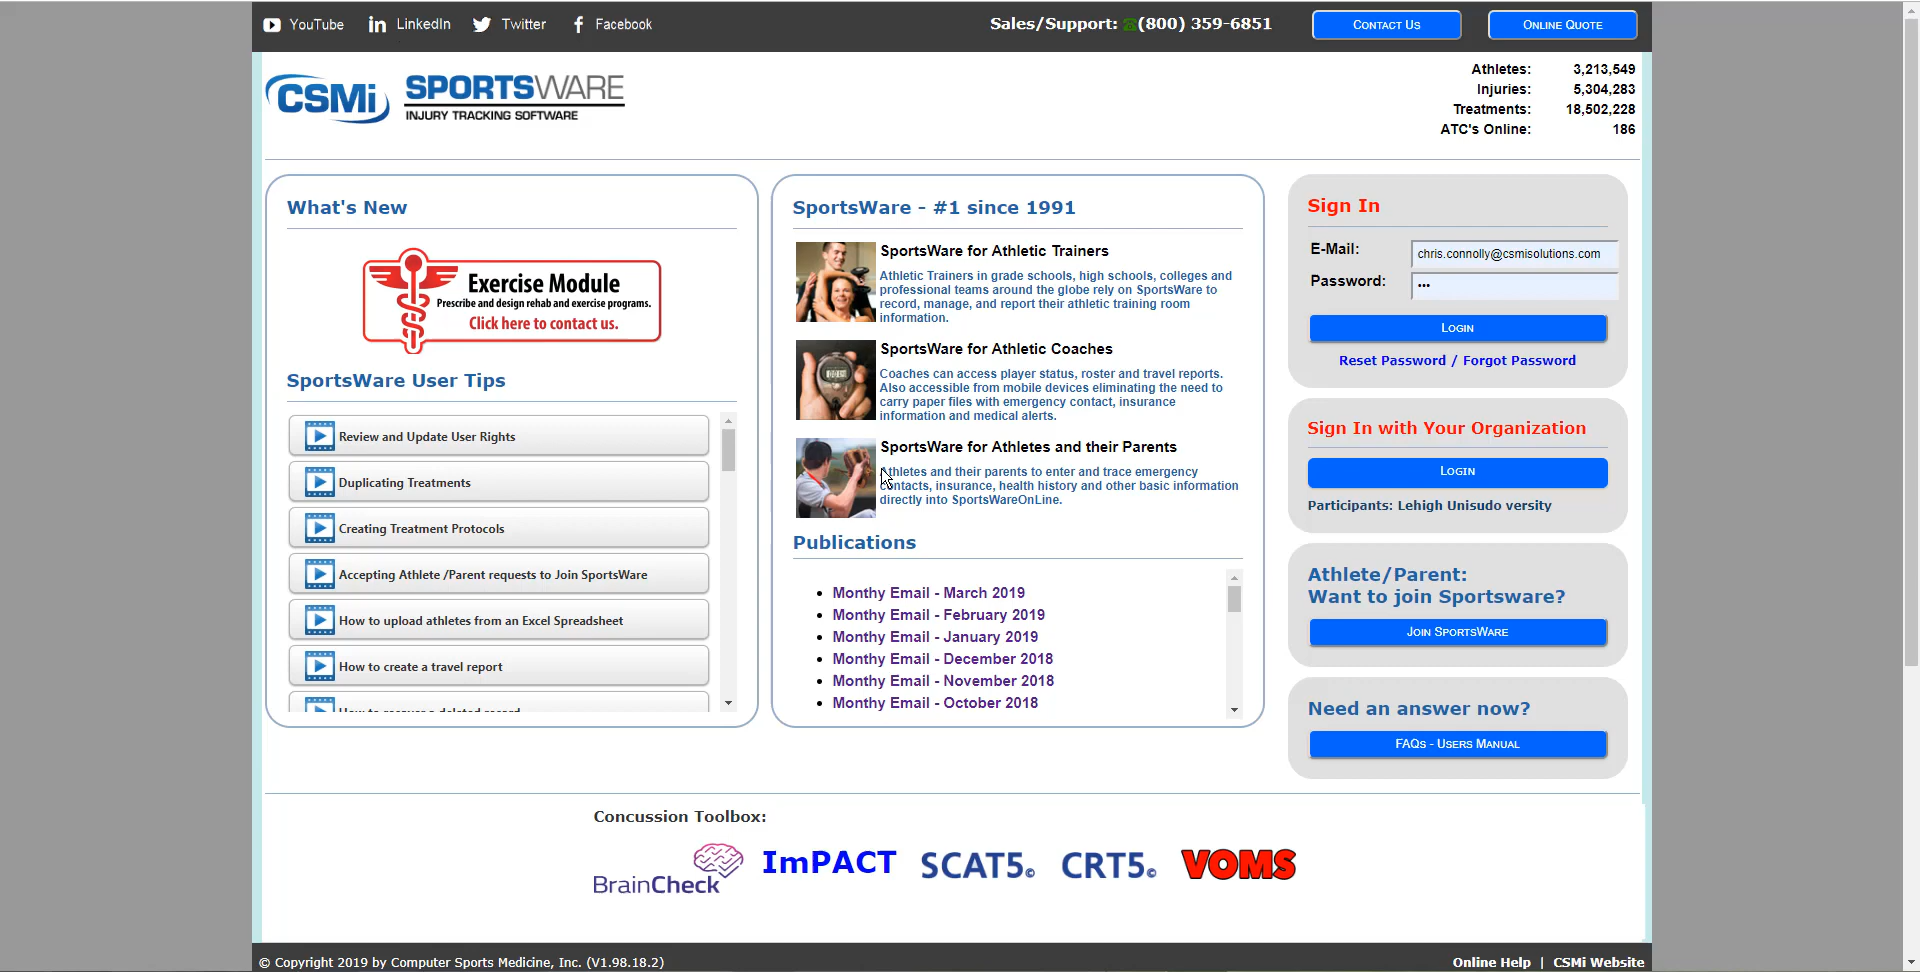 YouTube LinkedIn Twitter Facebook Sales/Support: (800) 359-6851 Contact Us Online Quote
CSMi SPORTSWARE
INJURY TRACKING SOFTWARE
Athletes: 3,213,549
Injuries: 5,304,283
Treatments: 18,502,228
ATC's Online: 186
What's New
Exercise Module
Prescribe and design rehab and exercise programs.
Click here to contact us.
SportsWare User Tips
Review and Update User Rights
Duplicating Treatments
Creating Treatment Protocols
Accepting Athlete /Parent requests to Join SportsWare
How to upload athletes from an Excel Spreadsheet
How to create a travel report
How to recover a deleted record
SportsWare - #1 since 1991
SportsWare for Athletic Trainers
Athletic Trainers in grade schools, high schools, colleges and
professional teams around the globe rely on SportsWare to
record, manage, and report their athletic training room
information.
SportsWare for Athletic Coaches
Coaches can access player status, roster and travel reports.
Also accessible from mobile devices eliminating the need to
carry paper files with emergency contact, insurance
information and medical alerts.
SportsWare for Athletes and their Parents
Athletes and their parents to enter and trace emergency
contacts, insurance, health history and other basic information
directly into SportsWareOnLine.
Publications
Monthy Email - March 2019
Monthy Email - February 2019
Monthy Email - January 2019
Monthy Email - December 2018
Monthy Email - November 2018
Monthy Email - October 2018
Sign In
E-Mail: chris.connolly@csmisolutions.com
Password: •••
Login
Reset Password / Forgot Password
Sign In with Your Organization
Login
Participants: Lehigh Unisudo versity
Athlete/Parent:
Want to join Sportsware?
Join SportsWare
Need an answer now?
FAQs - Users Manual
Concussion Toolbox:
BrainCheck ImPACT SCAT5© CRT5© VOMS
© Copyright 2019 by Computer Sports Medicine, Inc. (V1.98.18.2) Online Help | CSMi Website